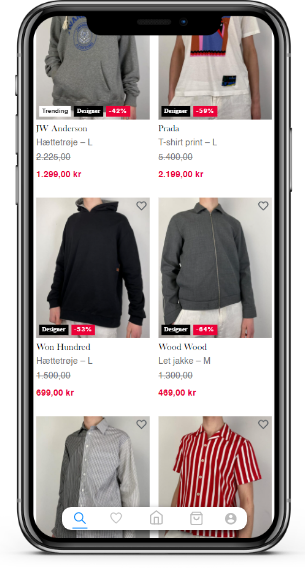 Trending Designer -42%
Designer -59%
JW Anderson
Hættetrøje – L
2.225,00
1.299,00 kr
Prada
T-shirt print – L
5.400,00
2,199,00 kr
Designer -53%
Designer -64%
Won Hundred
Hættetrøje – L
1.500,00
699,00 kr
Wood Wood
Let jakke – M
1.300,00
469,00 kr